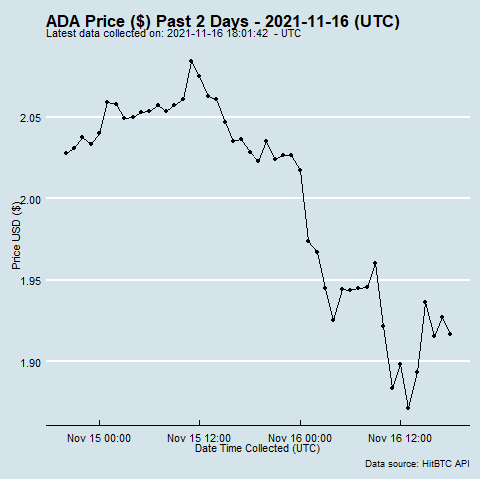 ADA Price ($) Past 2 Days - 2021-11-16 (UTC)
Latest data collected on: 2021-11-16 18:01:42 - UTC
2.05
2.00
1.95
1.90
Price USD ($)
Nov 15 00:00 Nov 15 12:00 Nov 16 00:00 Nov 16 12:00
Date Time Collected (UTC)
Data source: HitBTC API